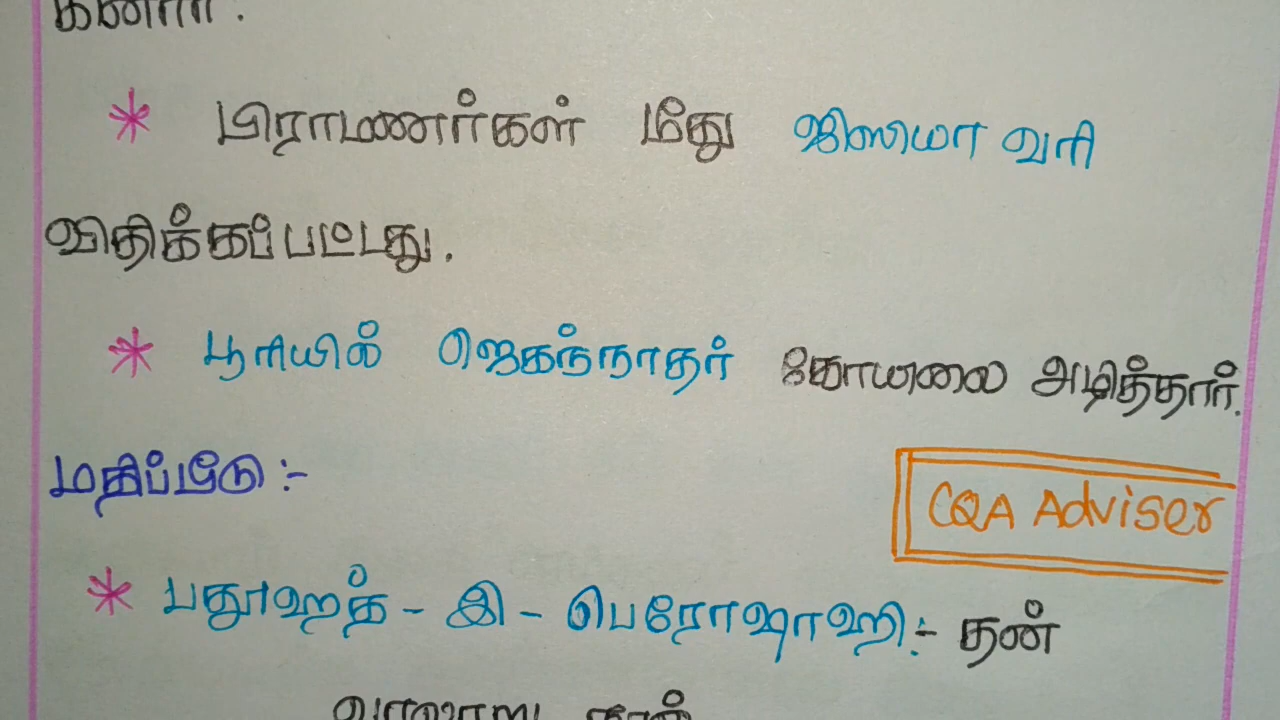 * பிராமணர்கள் மீது ஜிஸியா வரி
விதிக்கப்பட்டது.
* பூரியில் ஜெகந்நாதர் கோயிலை அழித்தார்.
மதிப்பீடு :-
CQA Adviser
* பதூஹத் - இ - பெரோஷாஹி :- தன்